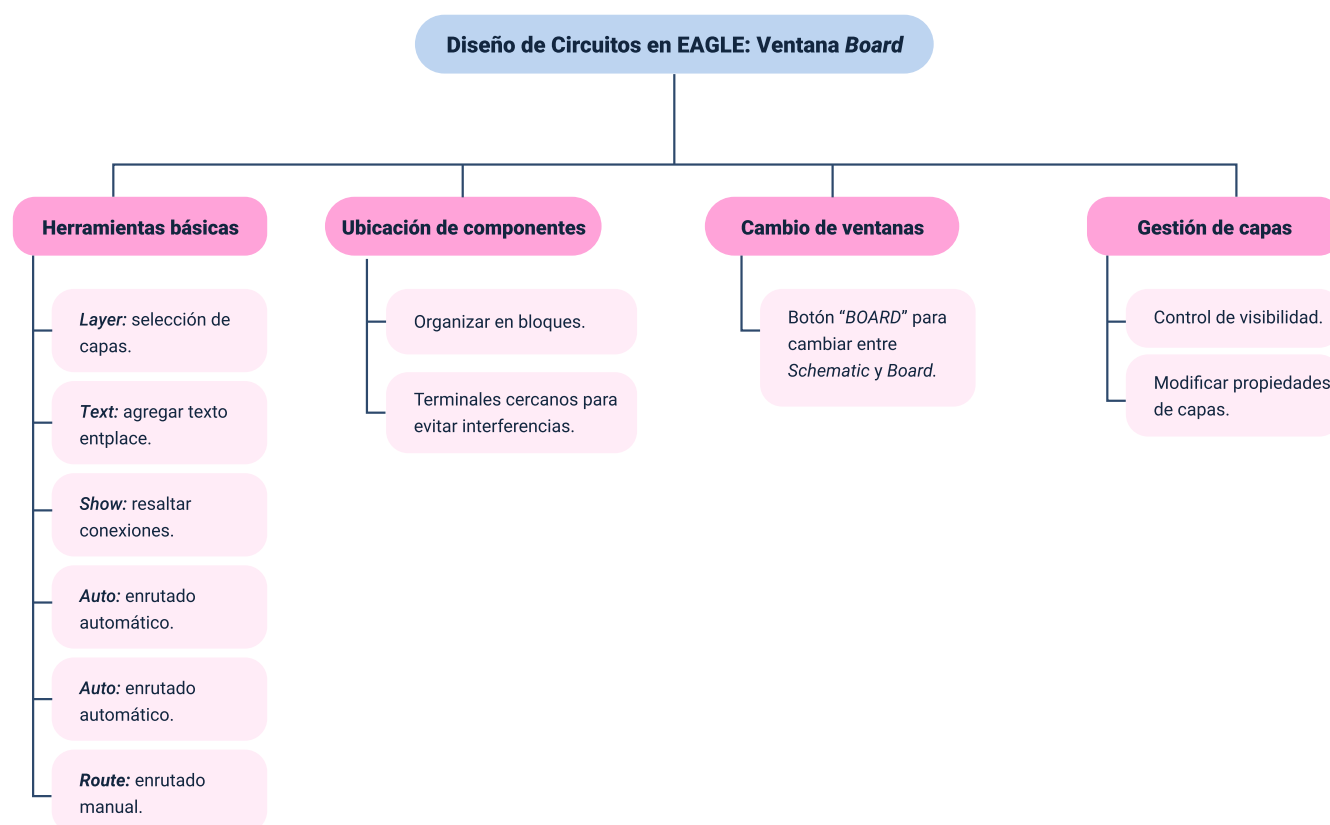 Diseño de Circuitos en EAGLE: Ventana Board
Herramientas básicas
Layer: selección de
capas.
Text: agregar texto
entplace.
Show: resaltar
conexiones.
Auto: enrutado
automático.
Auto: enrutado
automático.
Route: enrutado
manual.
Ubicación de componentes
Organizar en bloques.
Terminales cercanos para
evitar interferencias.
Cambio de ventanas
Botón “BOARD” para
cambiar entre
Schematic y Board.
Gestión de capas
Control de visibilidad.
Modificar propiedades
de capas.